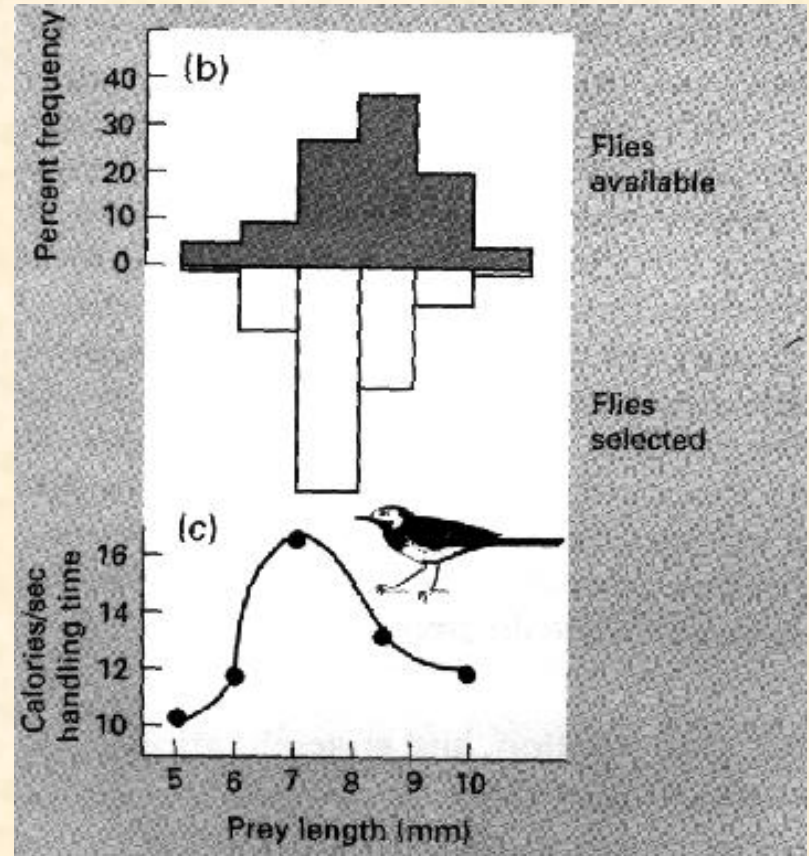 (b)
Percent frequency
40
30
20
10
0
Flies
available
Flies
selected
(c)
Calories/sec
handling time
16
14
12
10
5 6 7 8 9 10
Prey length (mm)